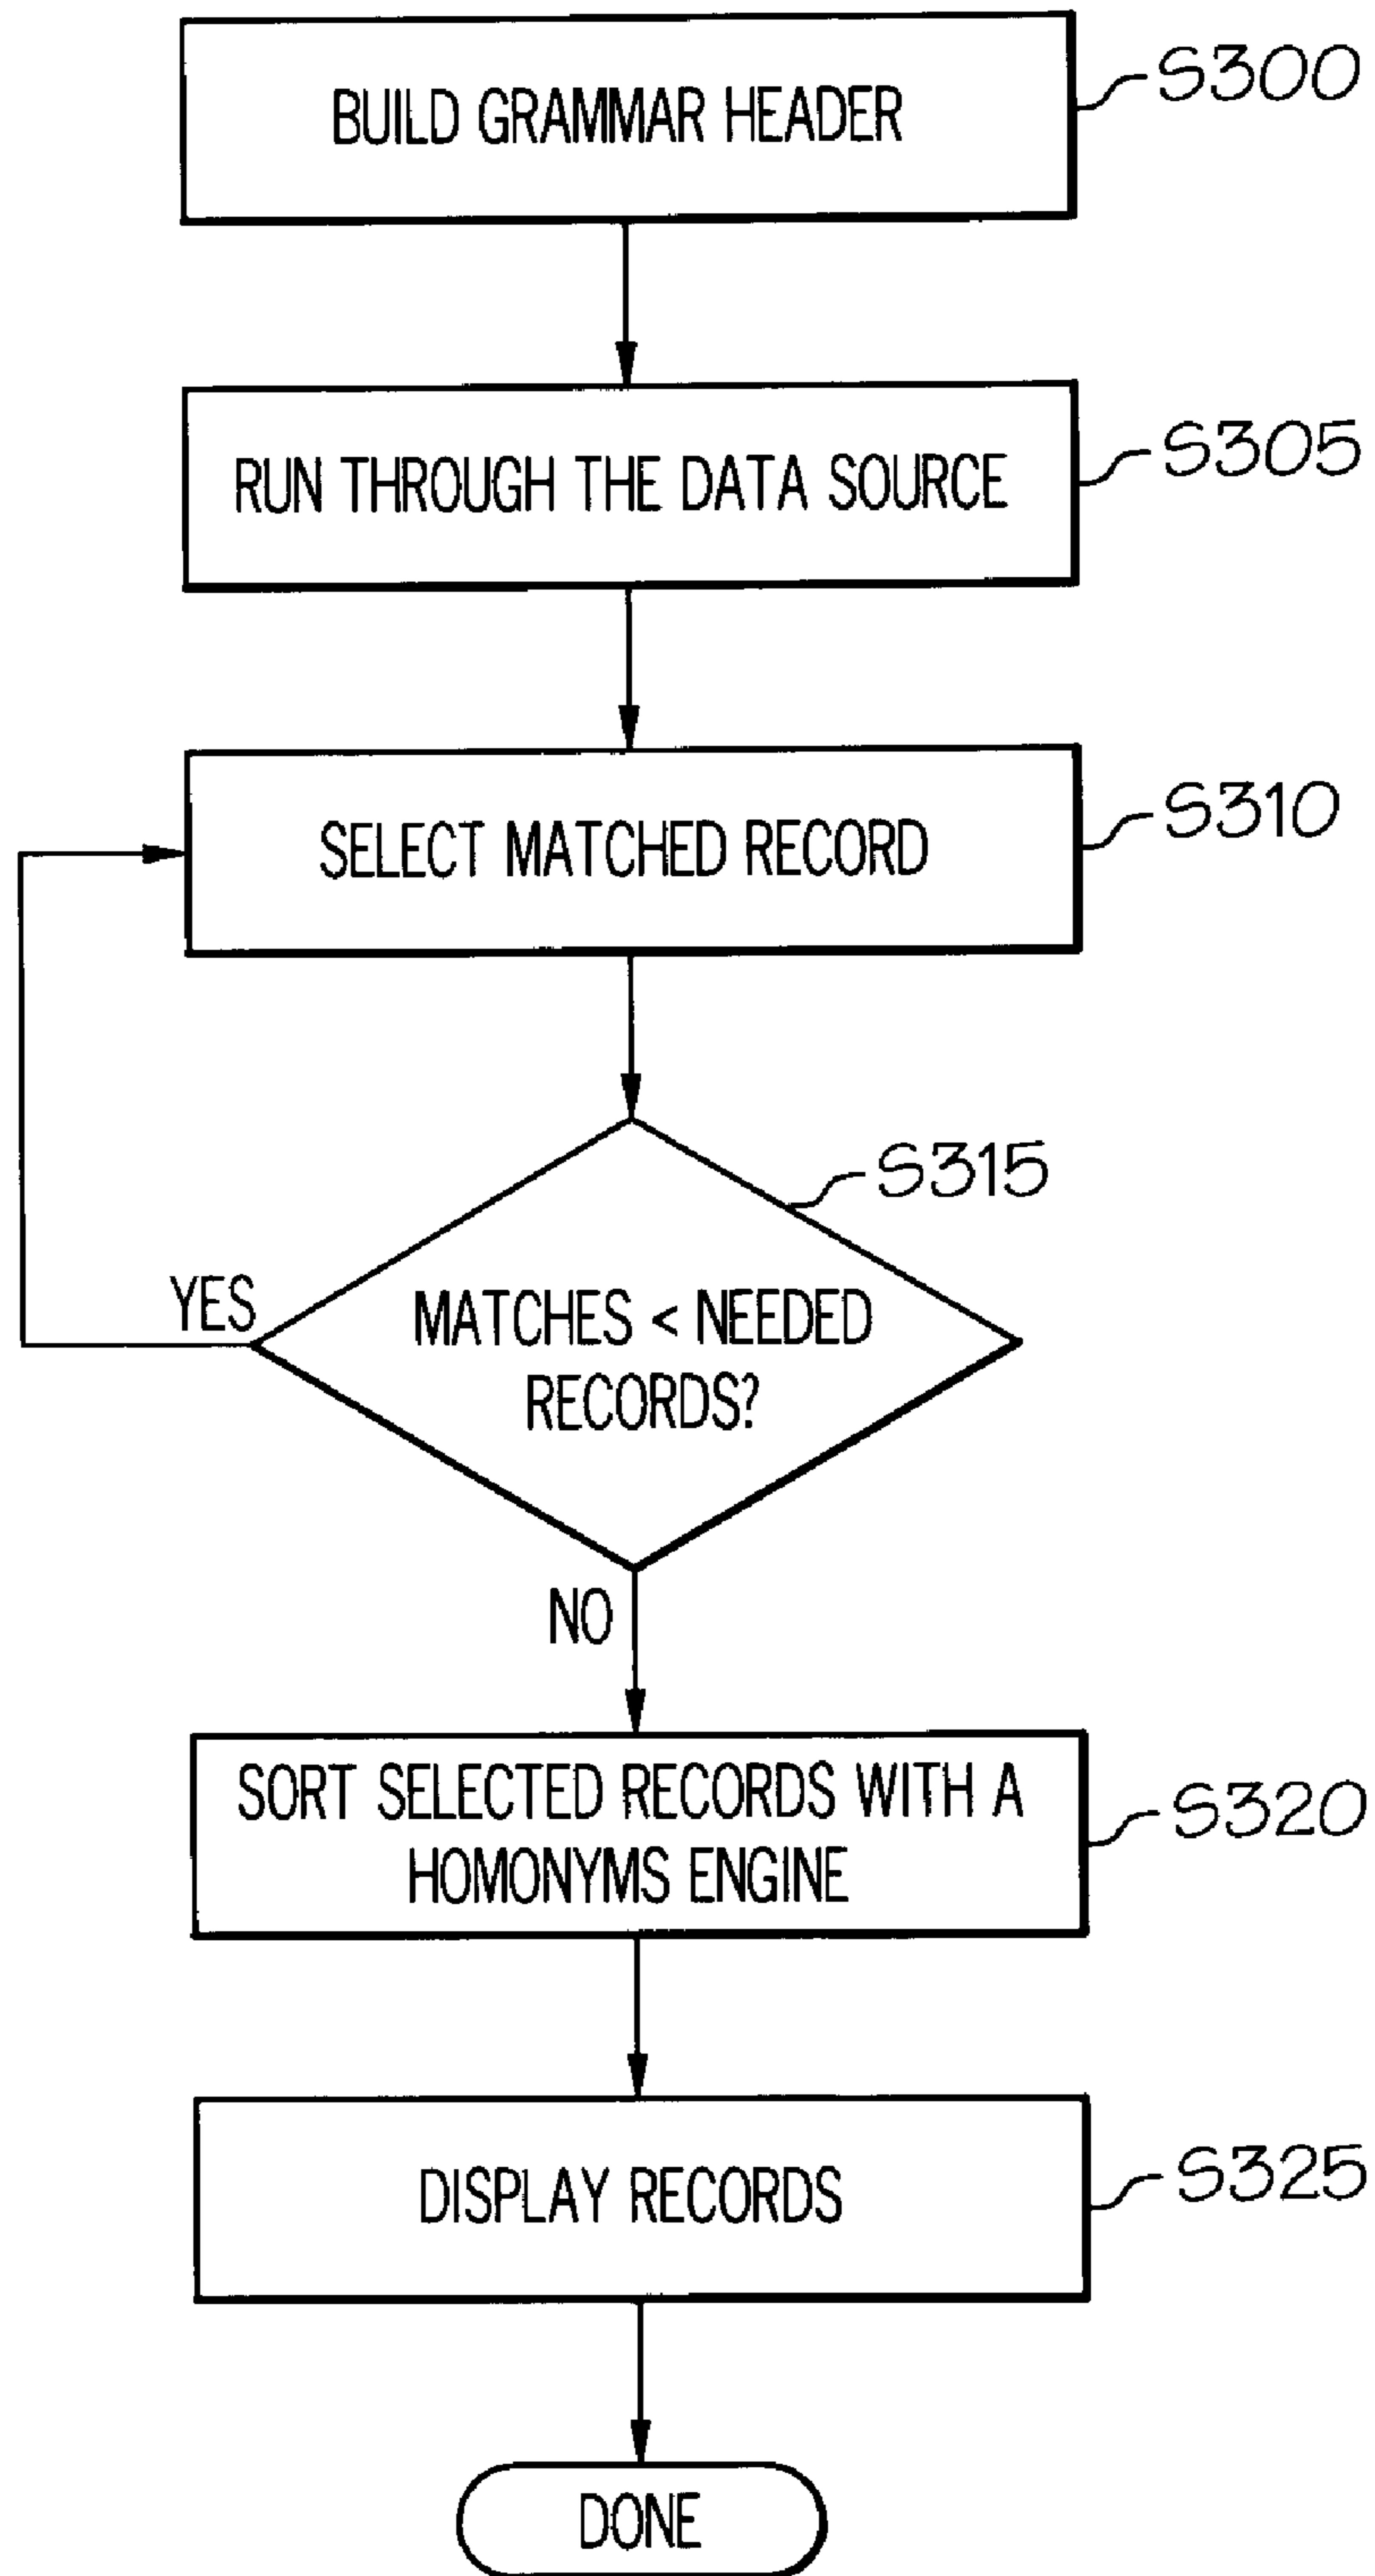 BUILD GRAMMAR HEADER
S300
RUN THROUGH THE DATA SOURCE
S305
SELECT MATCHED RECORD
S310
S315
MATCHES < NEEDED
RECORDS?
YES
NO
SORT SELECTED RECORDS WITH A
HOMONYMS ENGINE
S320
DISPLAY RECORDS
S325
DONE